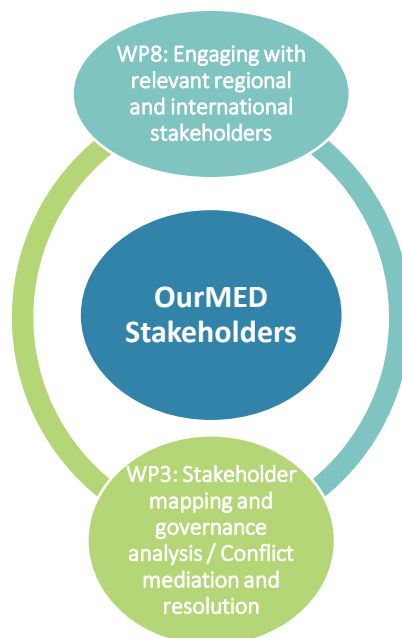 WP8: Engaging with
relevant regional
and international
stakeholders
OurMED
Stakeholders
WP3: Stakeholder
mapping and
governance
analysis / Conflict
mediation and
resolution